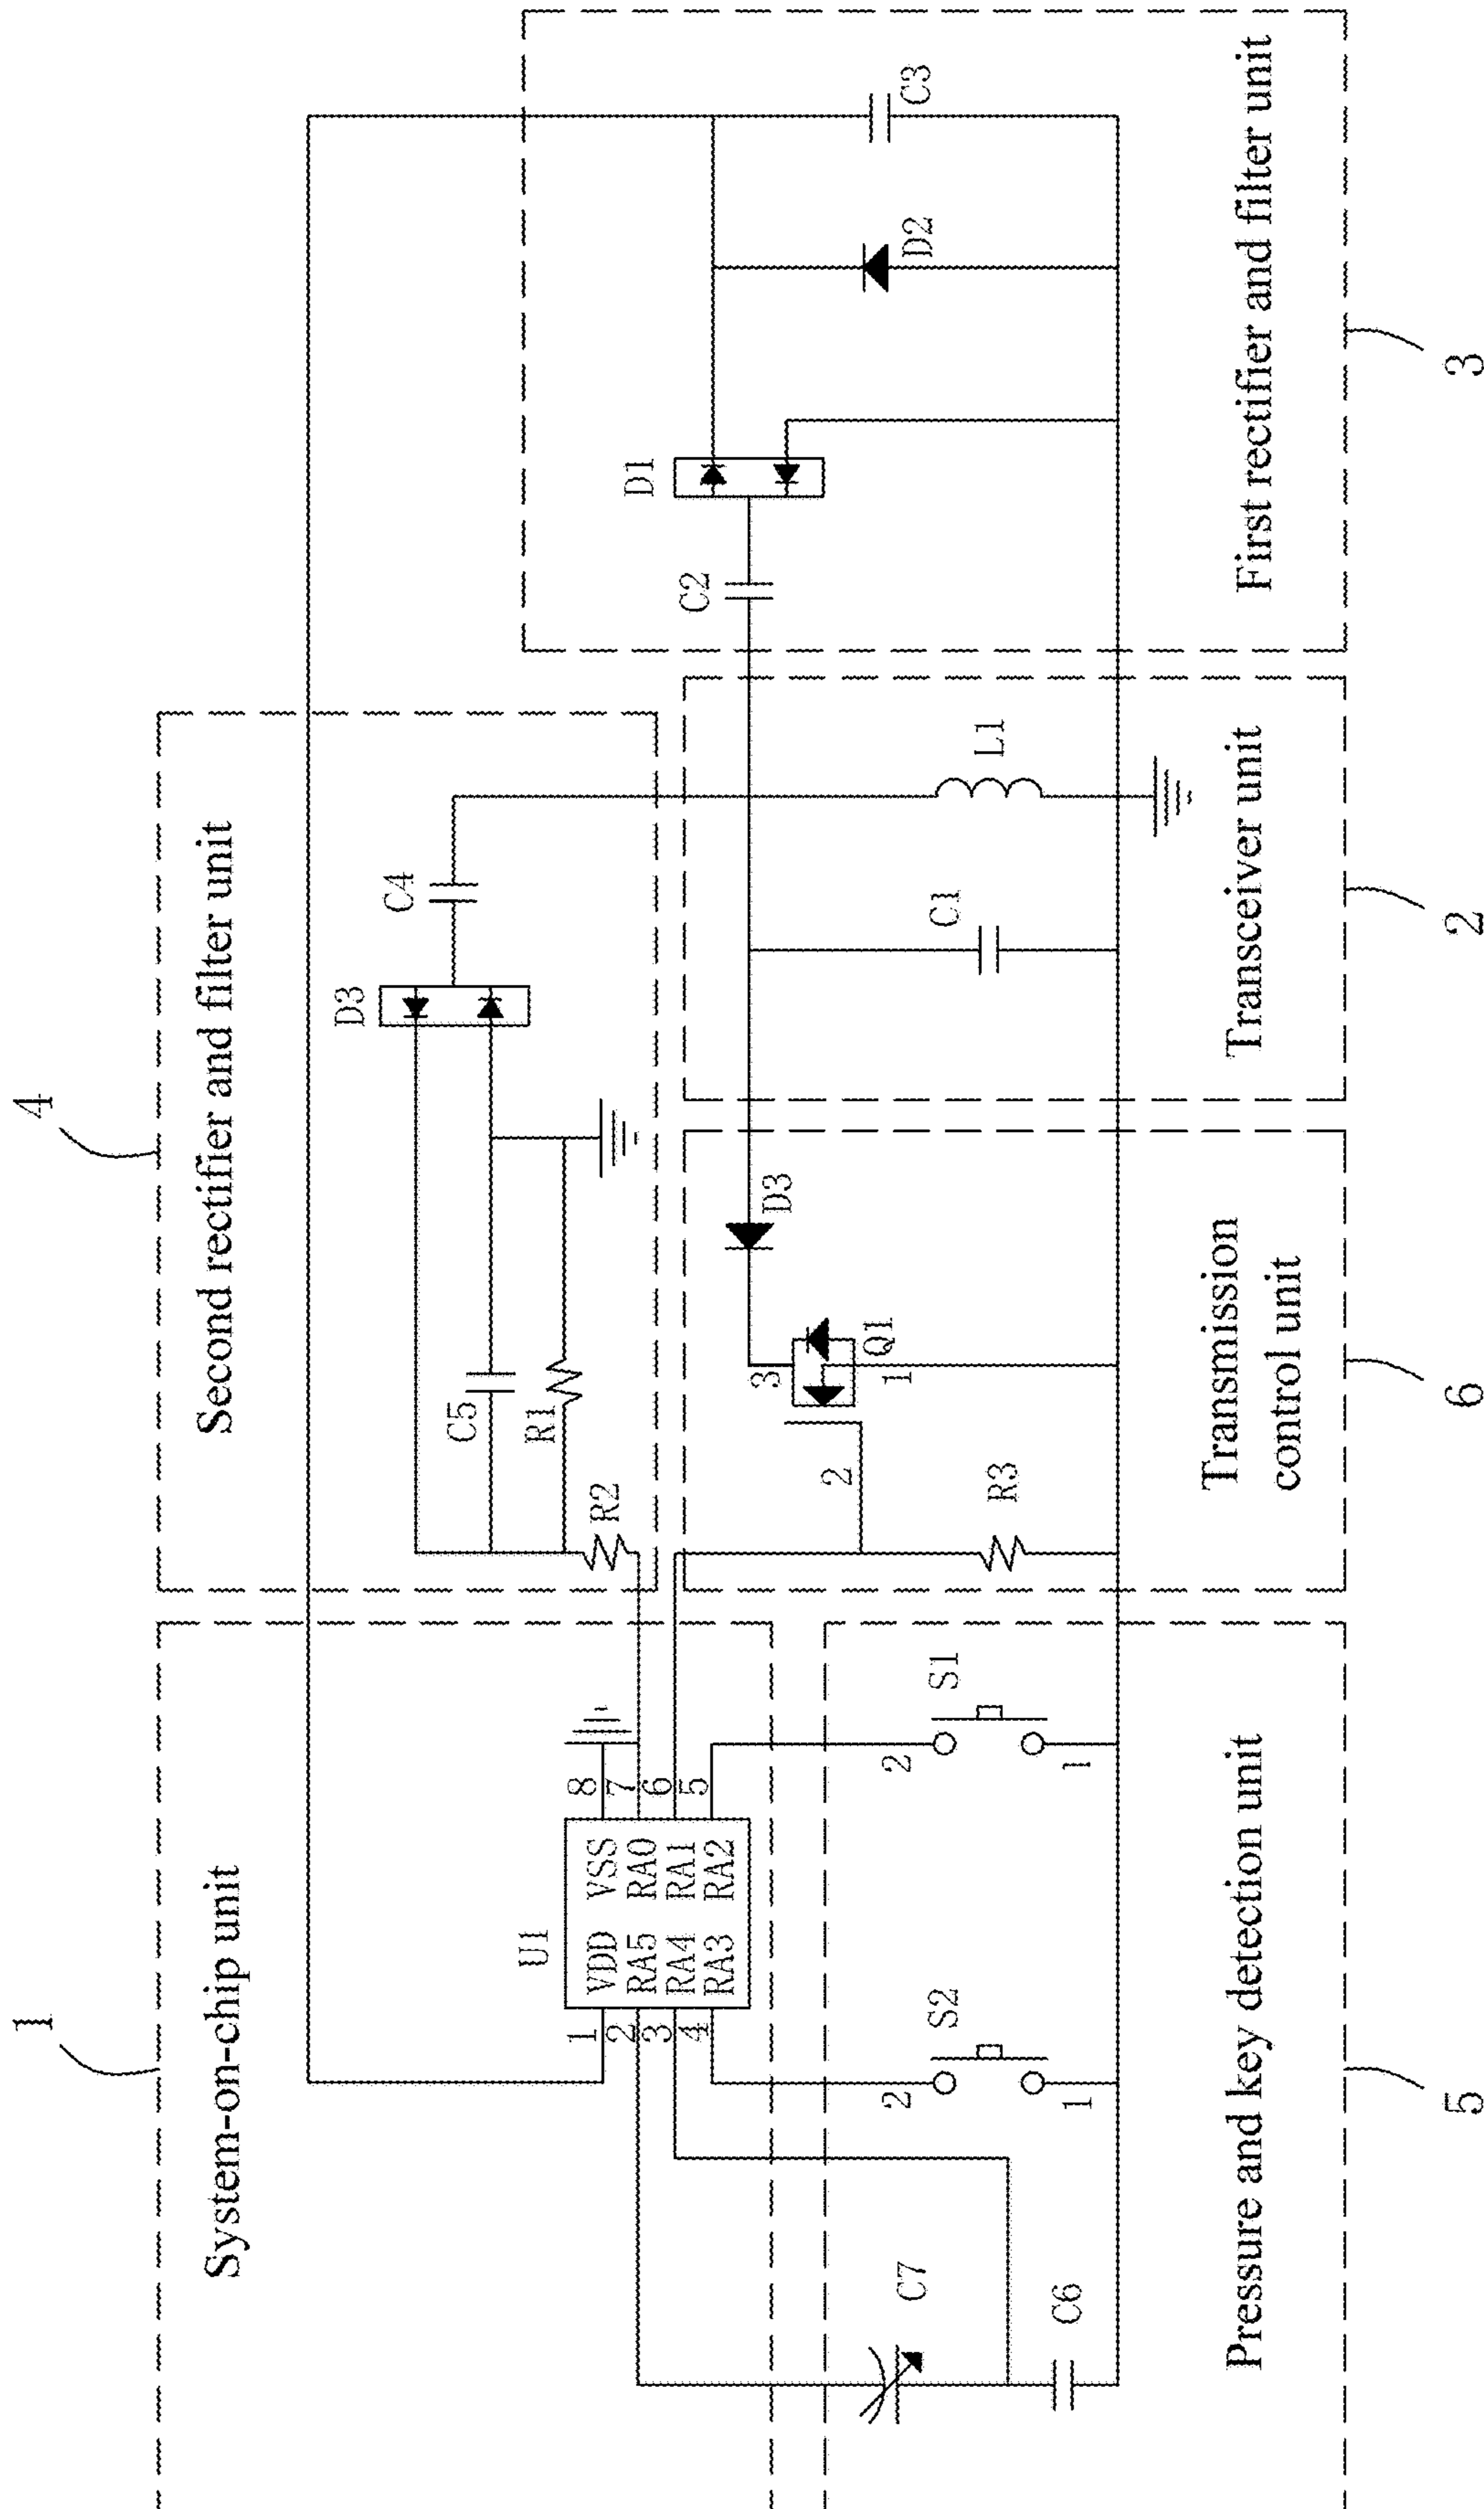 1
System-on-chip unit
U1
VDD
VSS
RA5
RA0
RA4
RA1
RA3
RA2
1
2
3
4
8
7
6
5
4
Second rectifier and filter unit
D3
C4
C5
R1
R2
5
Pressure and key detection unit
C7
C6
S2
2
1
S1
2
1
6
Transmission
control unit
D3
Q1
3
1
2
R3
2
Transceiver unit
C1
L1
3
First rectifier and filter unit
C2
D1
D2
C3